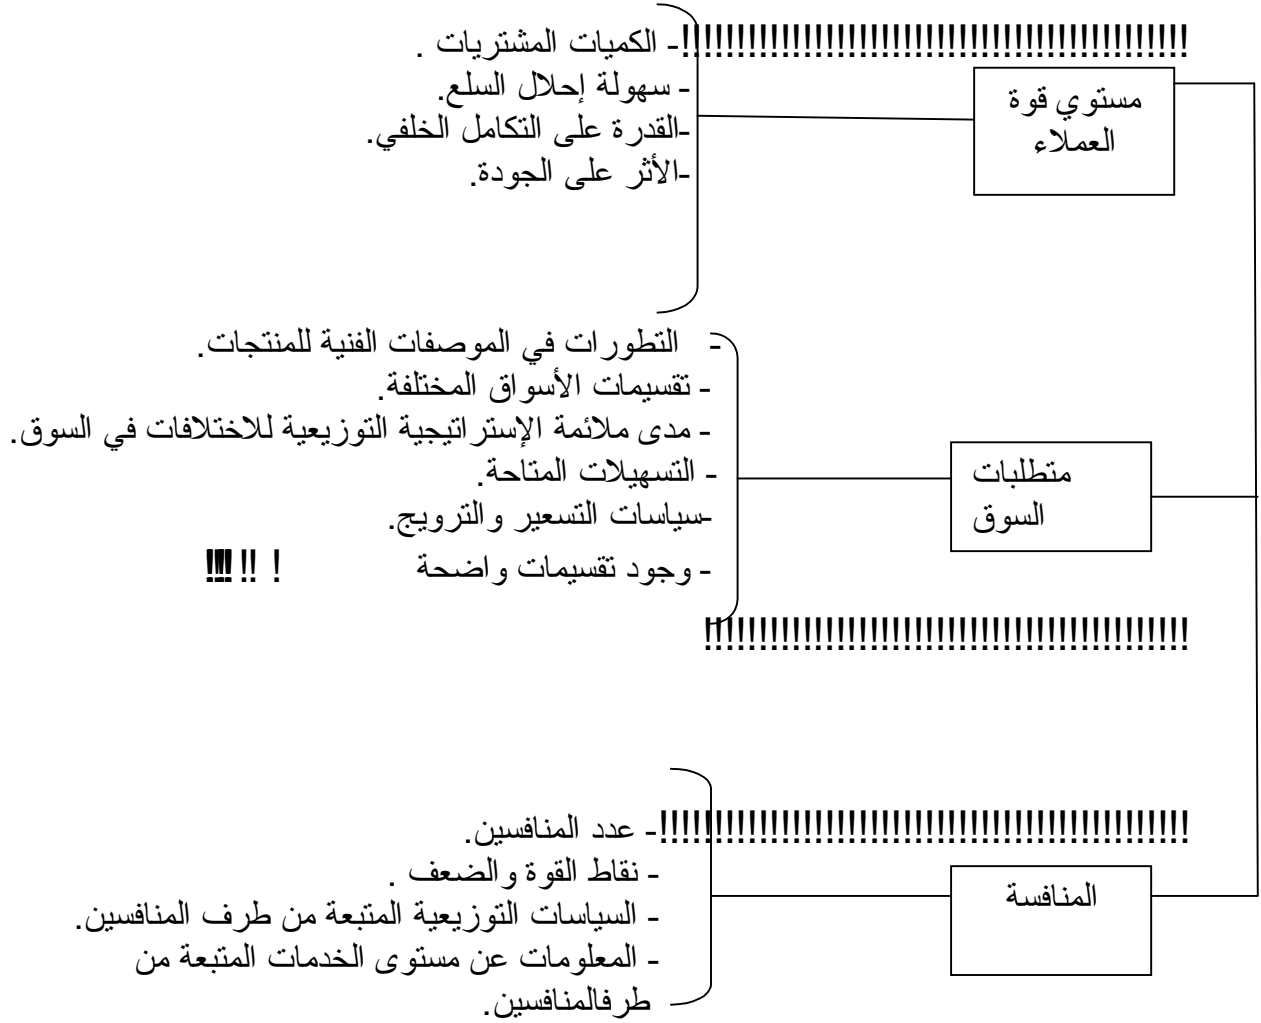 - الكميات المشتريات .
- سهولة إحلال السلع.
-القدرة على التكامل الخلفي.
-الأثر على الجودة.
مستوي قوة
العملاء
- التطورات في الموصفات الفنية للمنتجات.
- تقسيمات الأسواق المختلفة.
- مدى ملائمة الإستراتيجية التوزيعية للاختلافات في السوق.
- التسهيلات المتاحة.
-سياسات التسعير والترويج.
- وجود تقسيمات واضحة
متطلبات
السوق
- عدد المنافسين.
- نقاط القوة والضعف .
- السياسات التوزيعية المتبعة من طرف المنافسين.
- المعلومات عن مستوى الخدمات المتبعة من
طرفالمنافسين.
المنافسة